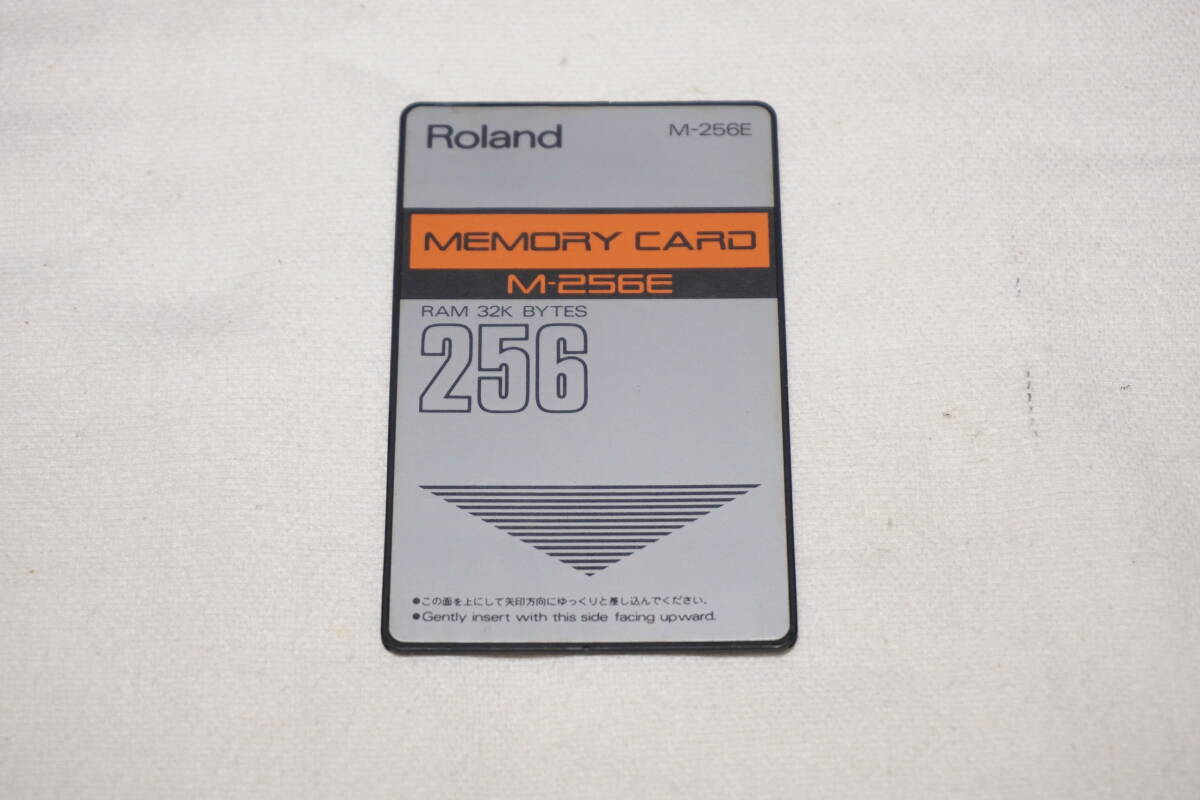 Roland M-256E
MEMORY CARD
M-256E
RAM 32K BYTES
256
●この面を上にして矢印方向にゆっくりと差し込んでください。
●Gently insert with this side facing upward.